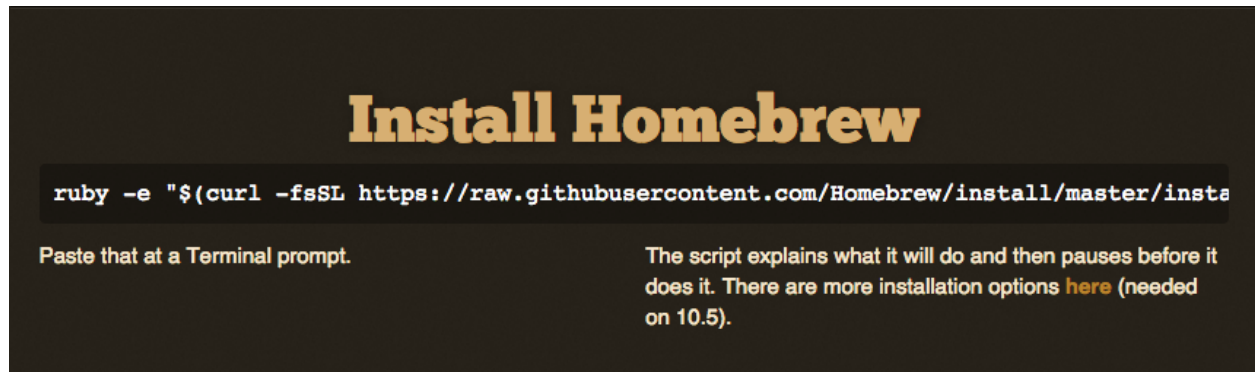 Install Homebrew
ruby -e "$(curl -fsSL https://raw.githubusercontent.com/Homebrew/install/master/insta
Paste that at a Terminal prompt.
The script explains what it will do and then pauses before it
does it. There are more installation options here (needed
on 10.5).